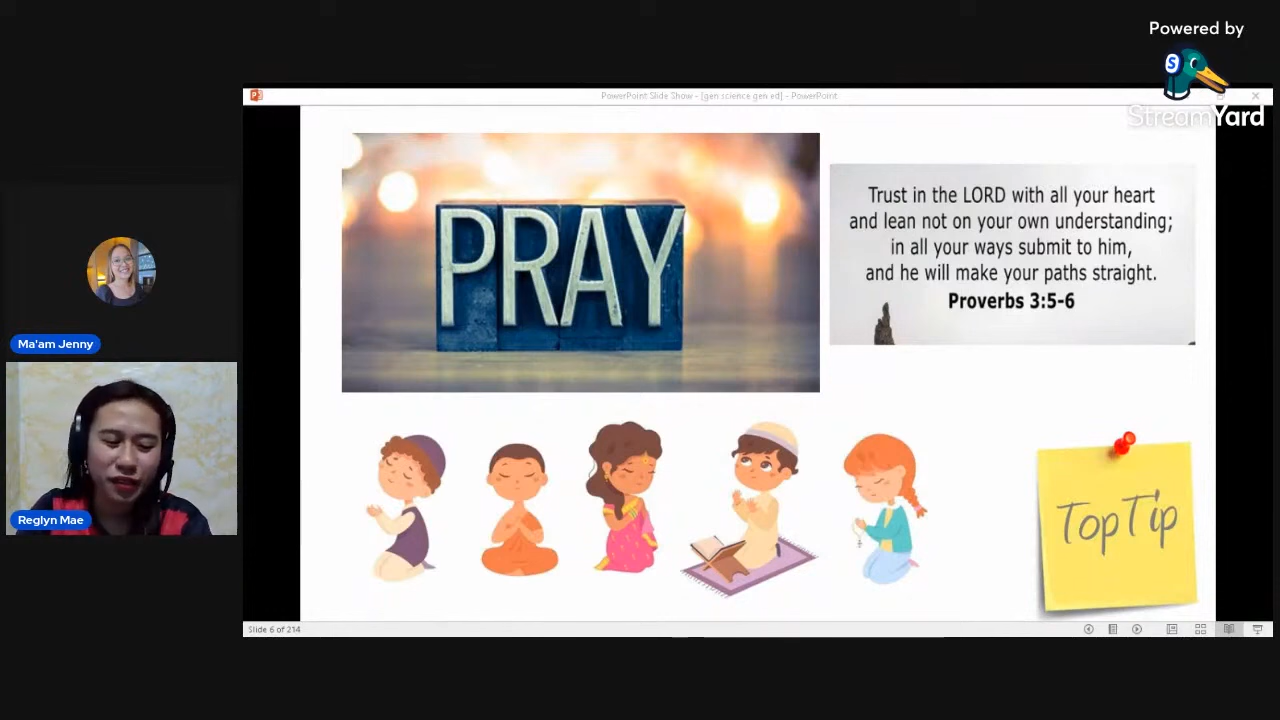 Powered by
StreamYard
PowerPoint Slide Show - [gen science gen ed] - PowerPoint
PRAY
Trust in the LORD with all your heart
and lean not on your own understanding;
in all your ways submit to him,
and he will make your paths straight.
Proverbs 3:5-6
Ma'am Jenny
Reglyn Mae
Top Tip
Slide 6 of 214